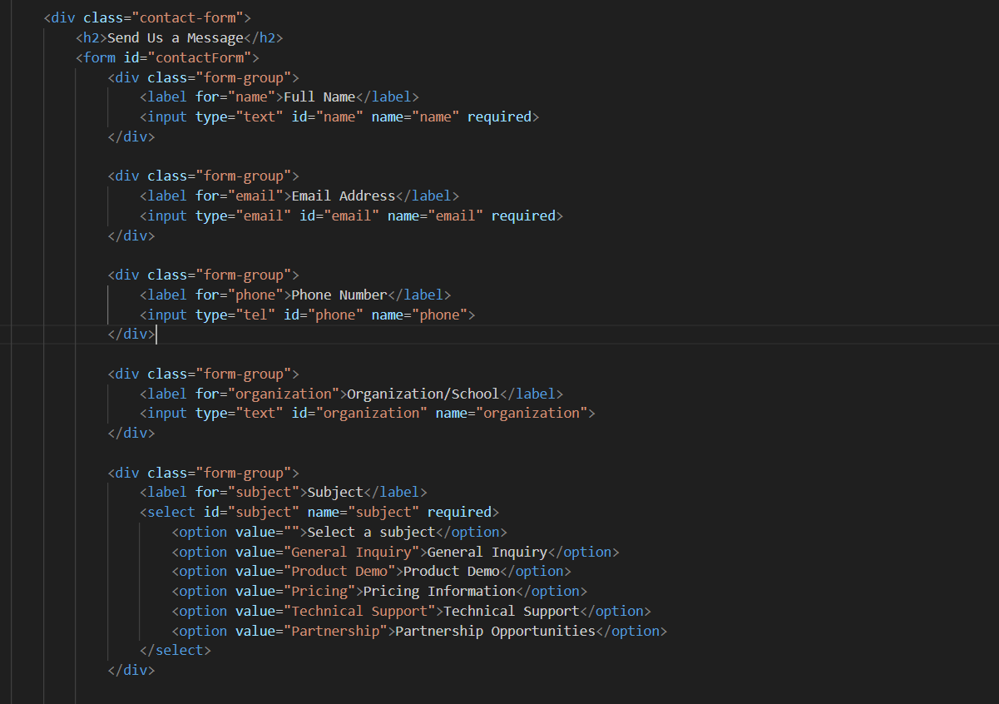 <div class="contact-form">
<h2>Send Us a Message</h2>
<form id="contactForm">
<div class="form-group">
<label for="name">Full Name</label>
<input type="text" id="name" name="name" required>
</div>
<div class="form-group">
<label for="email">Email Address</label>
<input type="email" id="email" name="email" required>
</div>
<div class="form-group">
<label for="phone">Phone Number</label>
<input type="tel" id="phone" name="phone">
</div>
<div class="form-group">
<label for="organization">Organization/School</label>
<input type="text" id="organization" name="organization">
</div>
<div class="form-group">
<label for="subject">Subject</label>
<select id="subject" name="subject" required>
<option value="">Select a subject</option>
<option value="General Inquiry">General Inquiry</option>
<option value="Product Demo">Product Demo</option>
<option value="Pricing">Pricing Information</option>
<option value="Technical Support">Technical Support</option>
<option value="Partnership">Partnership Opportunities</option>
</select>
</div>